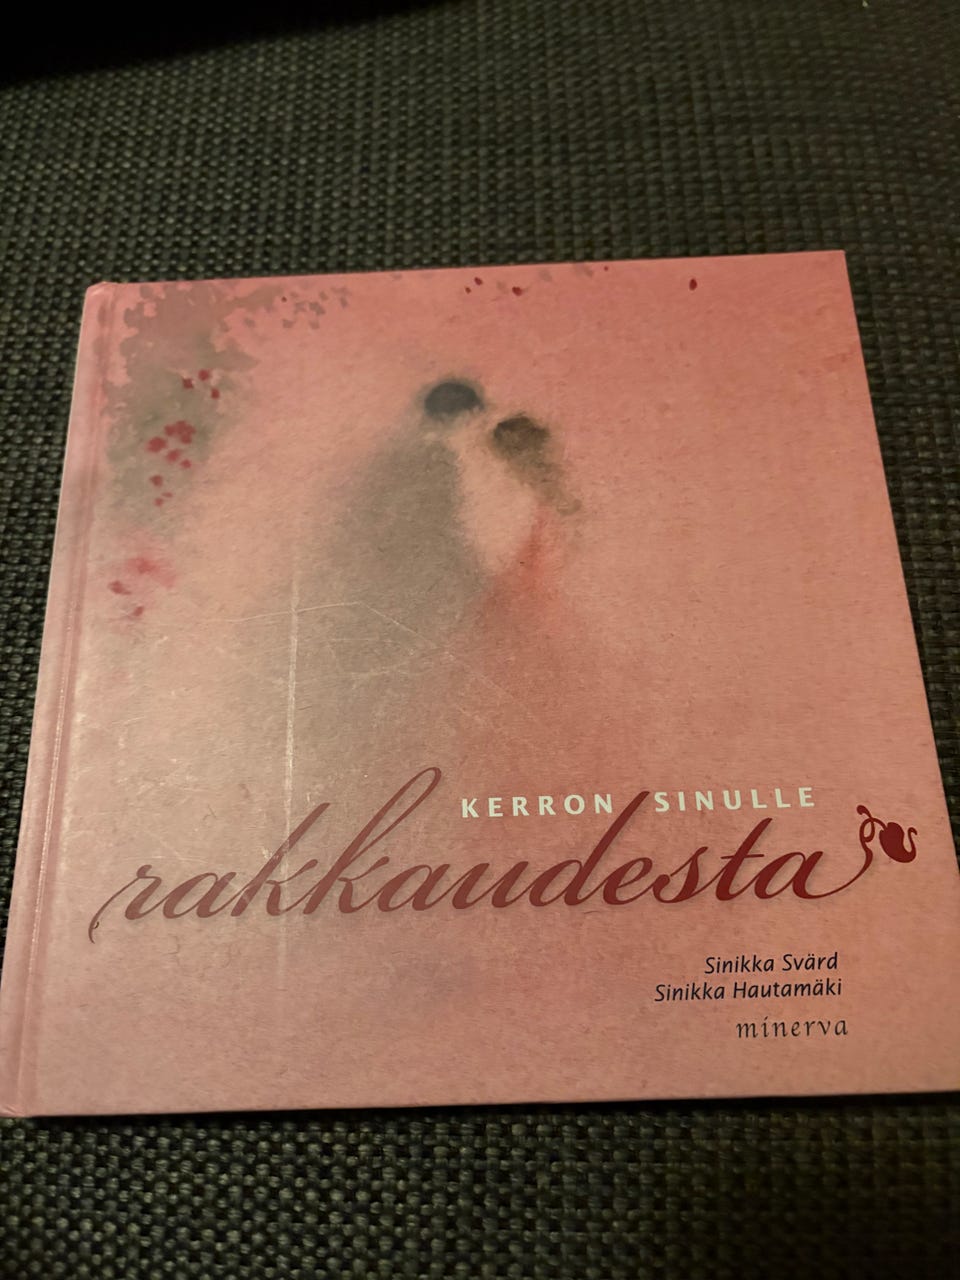 KERRON SINULLE
rakkaudesta
Sinikka Svärd
Sinikka Hautamäki
minerva